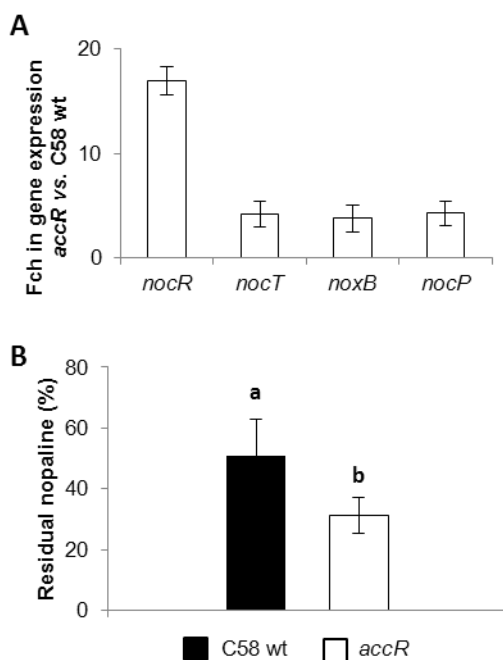 A
Fch in gene expression
accR vs. C58 wt
20
10
0
nocR nocT noxB nocP
B
Residual nopaline (%)
80
60
40
20
0
a
b
C58 wt accR